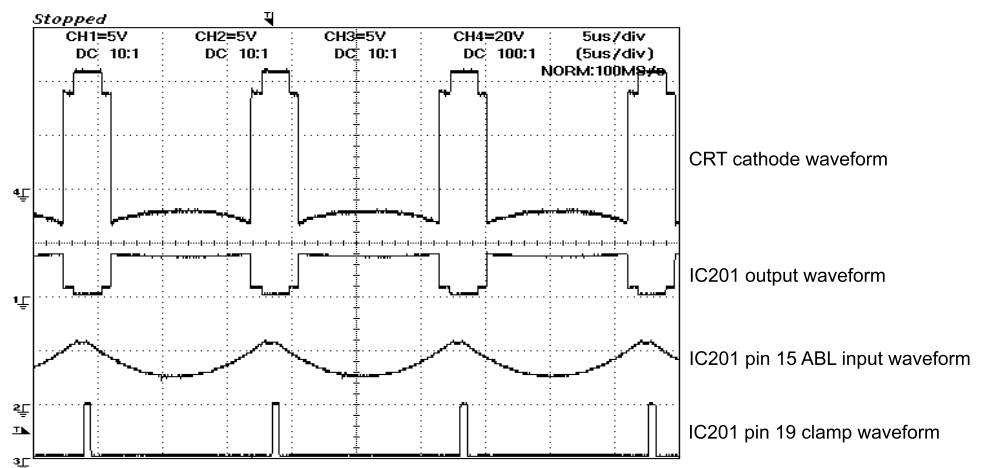 Stopped
T
CH1=5V CH2=5V CH3=5V CH4=20V 5us/div
DC 10:1 DC 10:1 DC 10:1 DC 100:1 (5us/div)
NORM:100MS/s
CRT cathode waveform
4
IC201 output waveform
1
IC201 pin 15 ABL input waveform
2
T
IC201 pin 19 clamp waveform
3